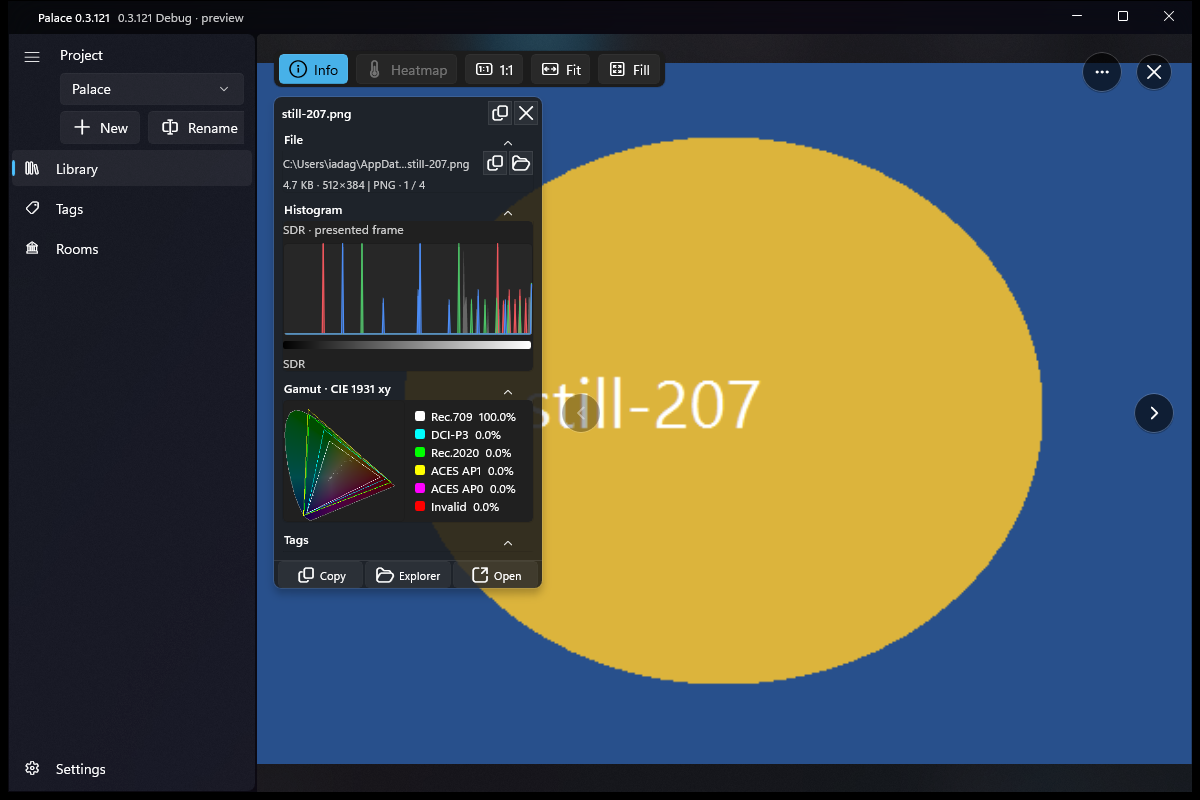 Palace 0.3.121 0.3.121 Debug · preview
Project
Palace
New
Rename
Library
Tags
Rooms
Settings
Info
Heatmap
1:1 1:1
Fit
Fill
still-207.png
File
C:\Users\iadag\AppDat...still-207.png
4.7 KB · 512×384 | PNG · 1 / 4
Histogram
SDR · presented frame
SDR
Gamut · CIE 1931 xy
Rec.709 100.0%
DCI-P3 0.0%
Rec.2020 0.0%
ACES AP1 0.0%
ACES AP0 0.0%
Invalid 0.0%
Tags
Copy
Explorer
Open
still-207